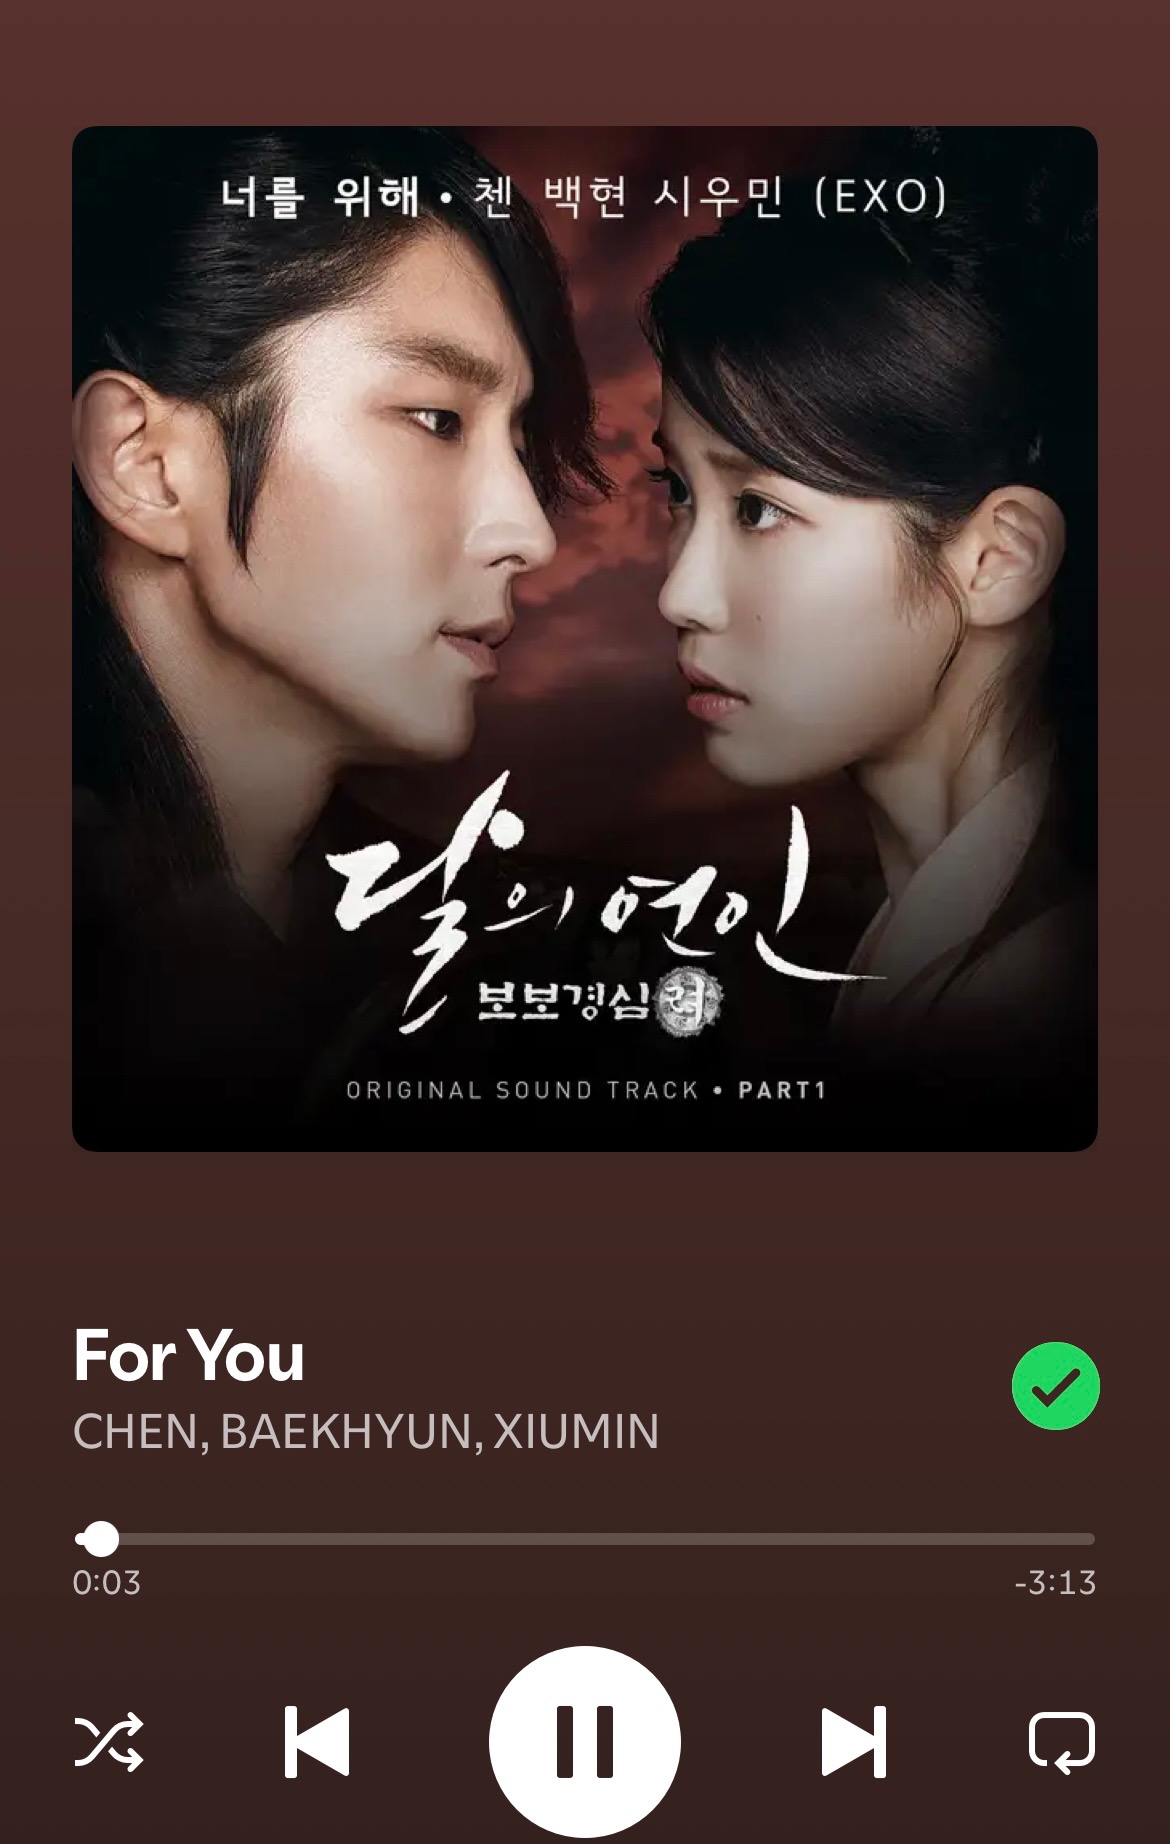 너를 위해 • 첸 백현 시우민 (EXO)
달의 연인
보보경심 려
ORIGINAL SOUND TRACK • PART1
For You
CHEN, BAEKHYUN, XIUMIN
0:03
-3:13